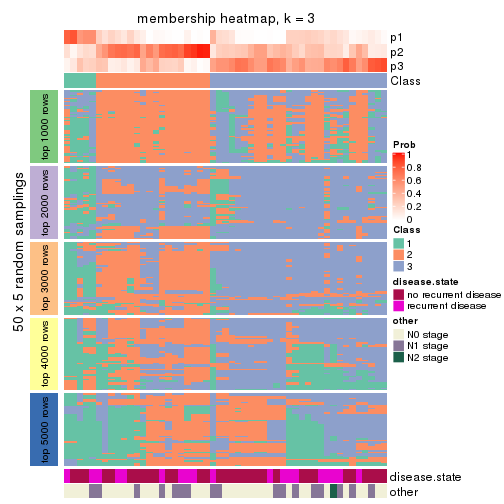 membership heatmap, k = 3
p1
p2
p3
Class
50 x 5 random samplings
top 1000 rows
top 2000 rows
top 3000 rows
top 4000 rows
top 5000 rows
disease.state
other
Prob
1
0.8
0.6
0.4
0.2
0
Class
1
2
3
disease.state
no recurrent disease
recurrent disease
other
N0 stage
N1 stage
N2 stage